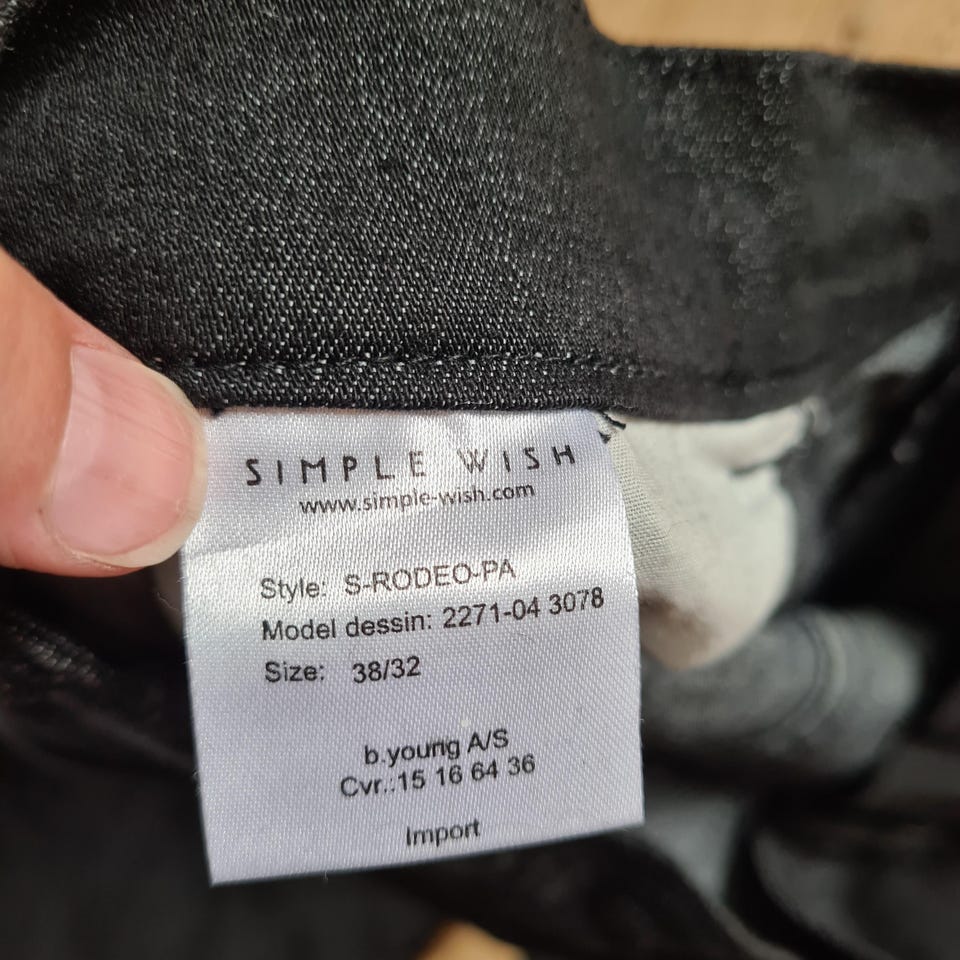 SIMPLE WISH
www.simple-wish.com
Style: S-RODEO-PA
Model dessin: 2271-04 3078
Size: 38/32
b.young A/S
Cvr.:15 16 64 36
Import